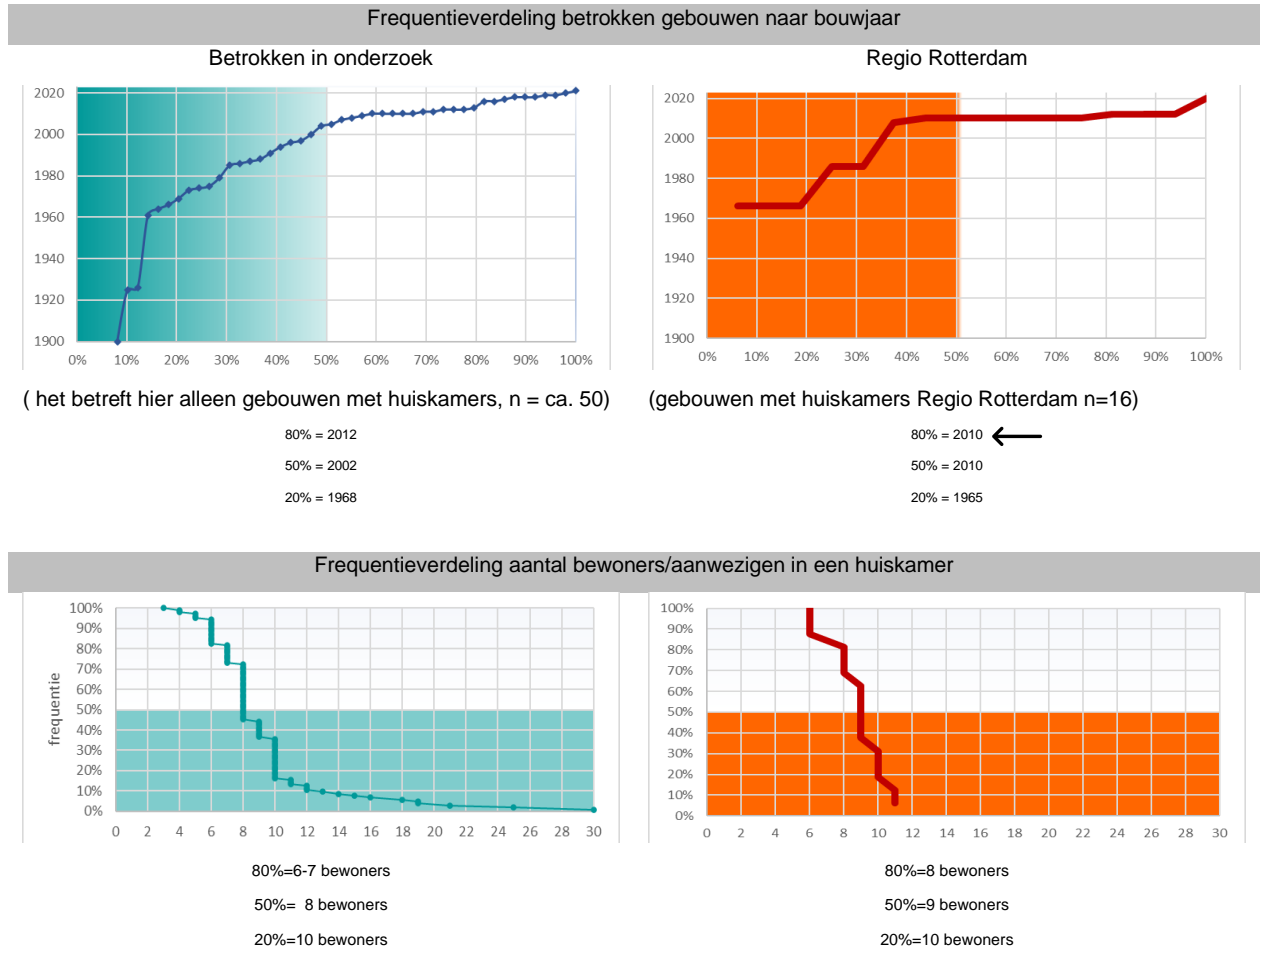 Frequentieverdeling betrokken gebouwen naar bouwjaar
Betrokken in onderzoek
2020
2000
1980
1960
1940
1920
1900
0% 10% 20% 30% 40% 50% 60% 70% 80% 90% 100%
( het betreft hier alleen gebouwen met huiskamers, n = ca. 50)
80% = 2012
50% = 2002
20% = 1968
Regio Rotterdam
2020
2000
1980
1960
1940
1920
1900
0% 10% 20% 30% 40% 50% 60% 70% 80% 90% 100%
(gebouwen met huiskamers Regio Rotterdam n=16)
80% = 2010
50% = 2010
20% = 1965
Frequentieverdeling aantal bewoners/aanwezigen in een huiskamer
frequentie
100%
90%
80%
70%
60%
50%
40%
30%
20%
10%
0%
0 2 4 6 8 10 12 14 16 18 20 22 24 26 28 30
80%=6-7 bewoners
50%= 8 bewoners
20%=10 bewoners
100%
90%
80%
70%
60%
50%
40%
30%
20%
10%
0%
0 2 4 6 8 10 12 14 16 18 20 22 24 26 28 30
80%=8 bewoners
50%=9 bewoners
20%=10 bewoners